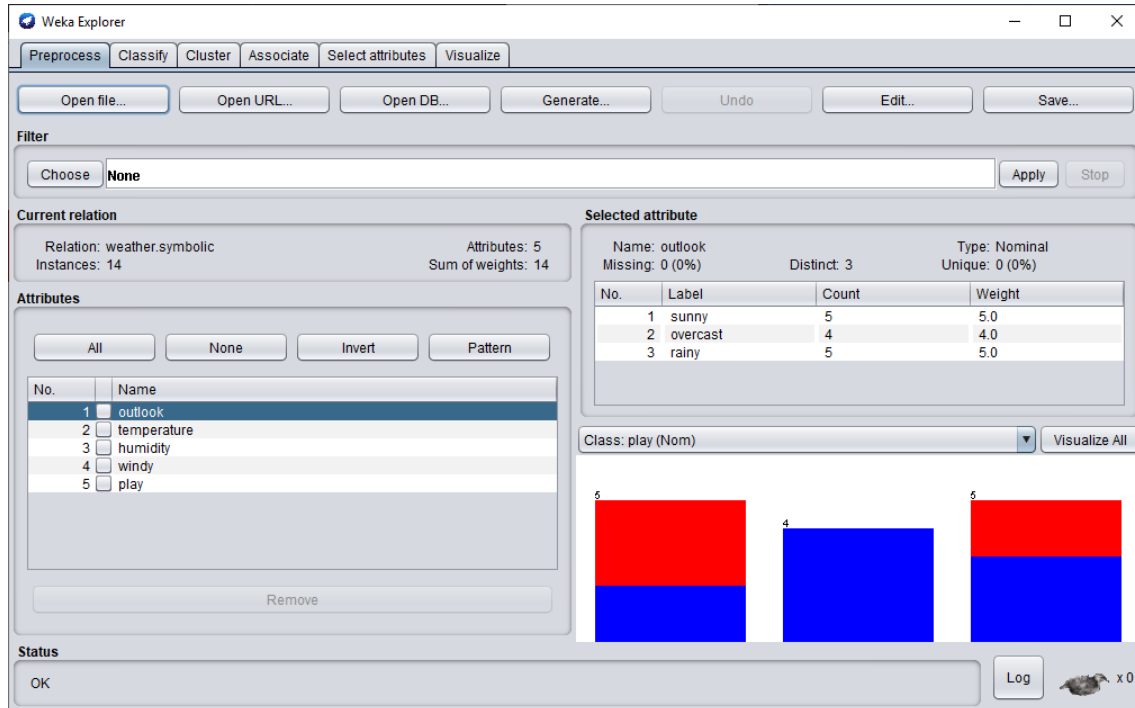 Weka Explorer
Preprocess Classify Cluster Associate Select attributes Visualize
Open file... Open URL... Open DB... Generate... Undo Edit... Save...
Filter
Choose None Apply Stop
Current relation
Relation: weather.symbolic Attributes: 5
Instances: 14 Sum of weights: 14
Attributes
All None Invert Pattern
No. Name
1 outlook
2 temperature
3 humidity
4 windy
5 play
Remove
Selected attribute
Name: outlook Type: Nominal
Missing: 0 (0%) Distinct: 3 Unique: 0 (0%)
No. Label Count Weight
1 sunny 5 5.0
2 overcast 4 4.0
3 rainy 5 5.0
Class: play (Nom) Visualize All
5 4 5
Status
OK Log x 0